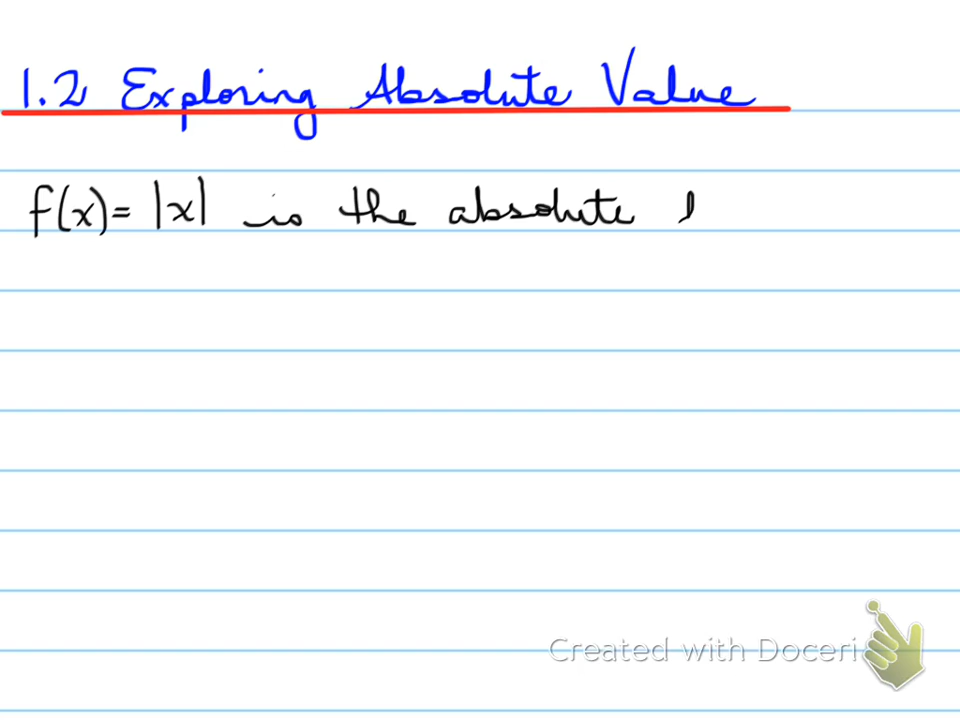 1.2 Exploring Absolute Value
f(x)= |x| is the absolute
Created with Doceri